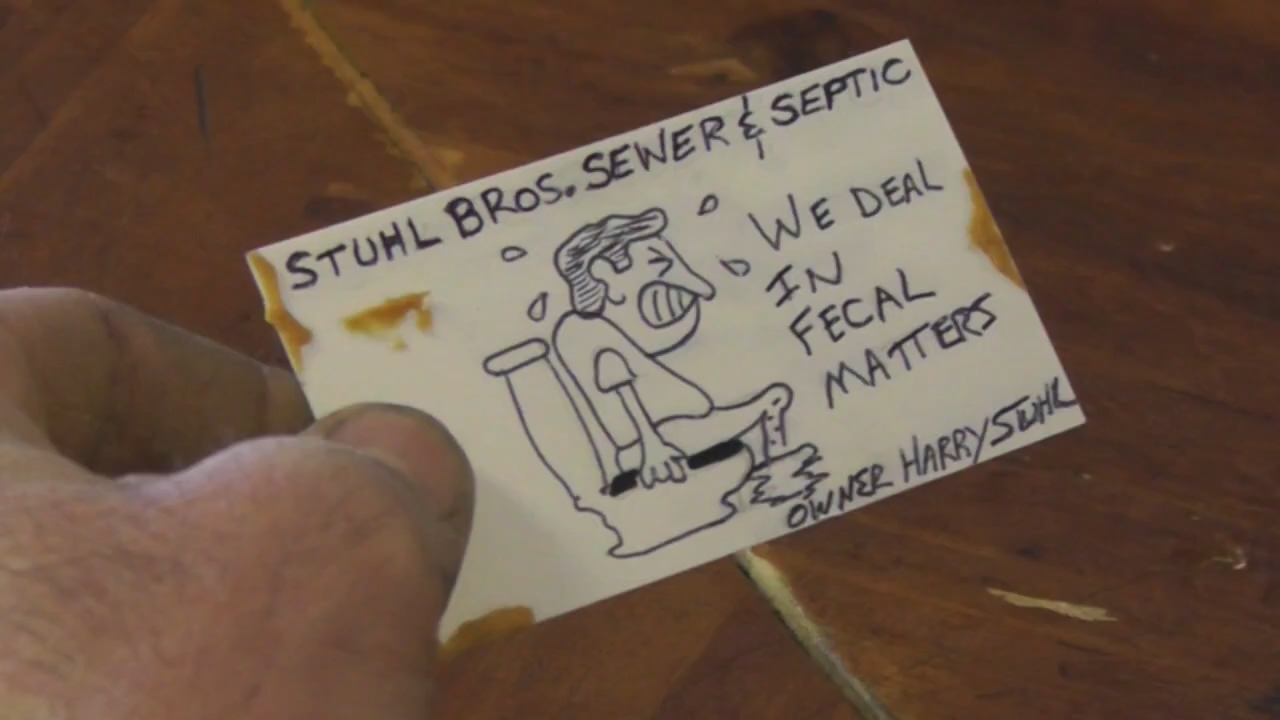 STUHL BROS. SEWER & SEPTIC
WE DEAL
IN
FECAL
MATTERS
OWNER HARRY STUHL